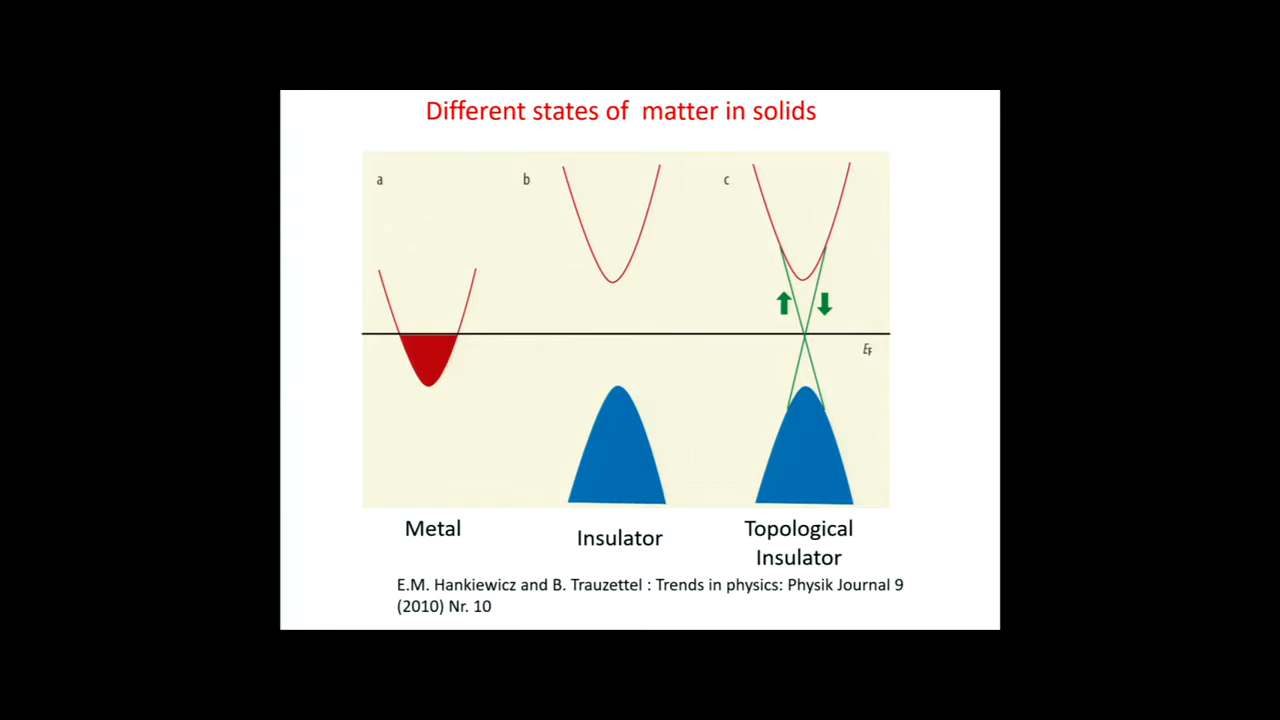 Different states of matter in solids
a
b
c
E_F
Metal
Insulator
Topological
Insulator
E.M. Hankiewicz and B. Trauzettel : Trends in physics: Physik Journal 9
(2010) Nr. 10